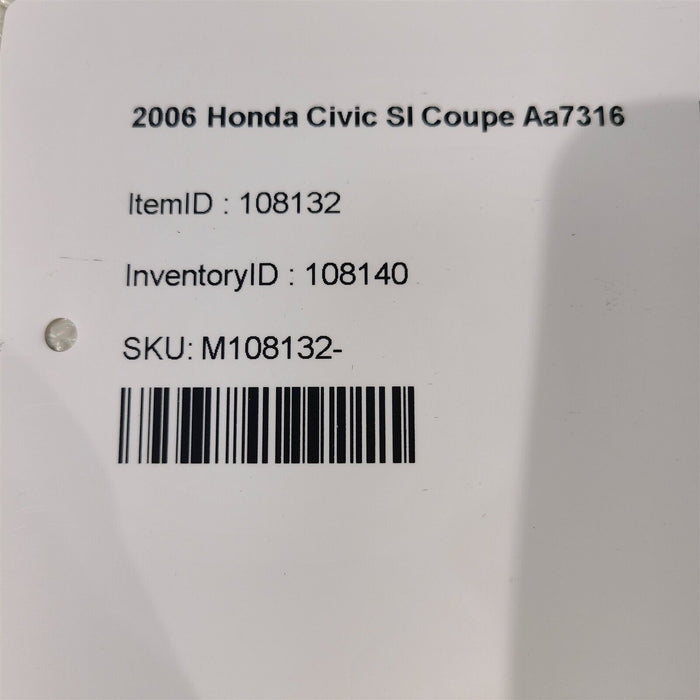 2006 Honda Civic SI Coupe Aa7316
ItemID : 108132
InventoryID : 108140
SKU: M108132-